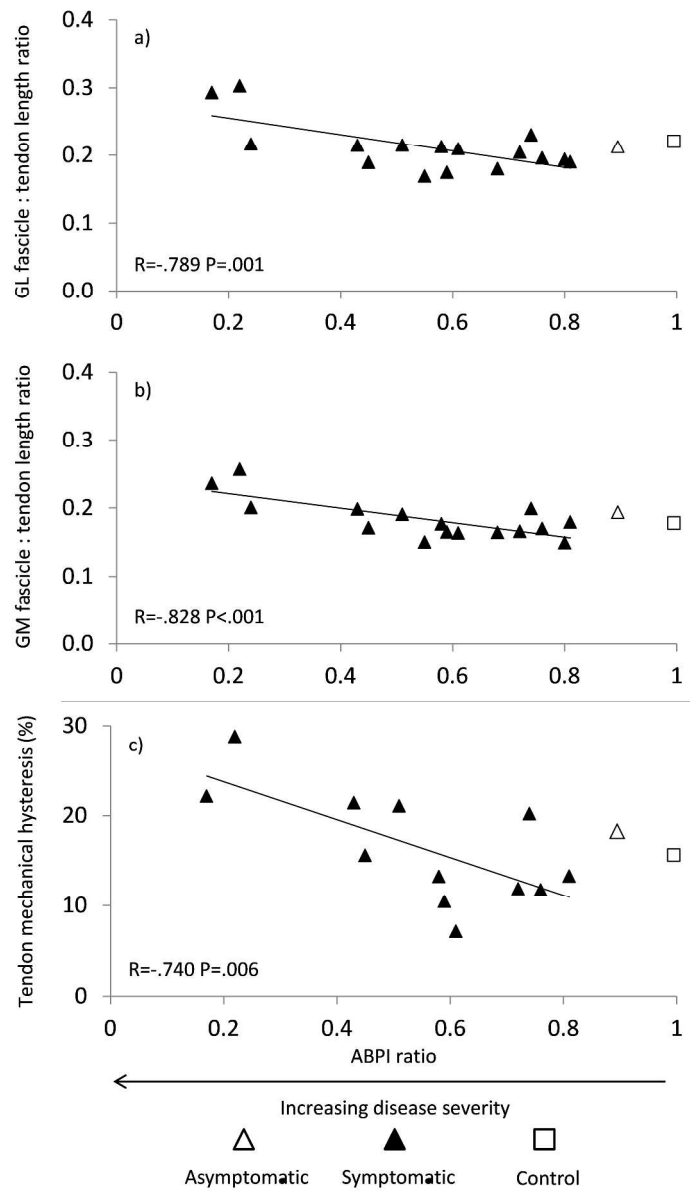 0.4
a)
0.3
0.2
0.1
0.0
GL fascicle : tendon length ratio
R=-.789 P=.001
0 0.2 0.4 0.6 0.8 1
0.4
b)
0.3
0.2
0.1
0.0
GM fascicle : tendon length ratio
R=-.828 P<.001
0 0.2 0.4 0.6 0.8 1
30
c)
20
10
0
Tendon mechanical hysteresis (%)
R=-.740 P=.006
0 0.2 0.4 0.6 0.8 1
ABPI ratio
Increasing disease severity
Asymptomatic Symptomatic Control